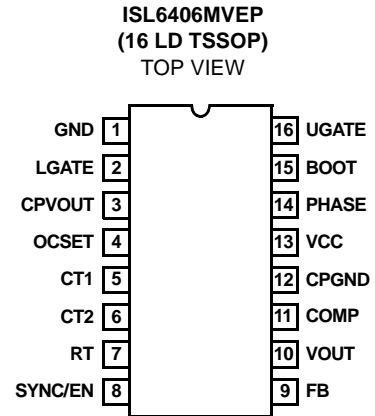 ISL6406MVEP
(16 LD TSSOP)
TOP VIEW
GND 1 16 UGATE
LGATE 2 15 BOOT
CPVOUT 3 14 PHASE
OCSET 4 13 VCC
CT1 5 12 CPGND
CT2 6 11 COMP
RT 7 10 VOUT
SYNC/EN 8 9 FB